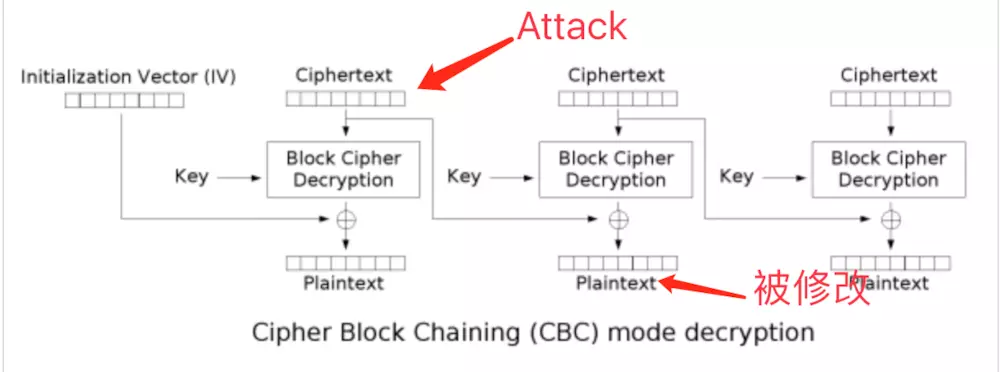 Attack
Initialization Vector (IV)
Ciphertext
Ciphertext
Ciphertext
Key
Block Cipher
Decryption
Key
Block Cipher
Decryption
Key
Block Cipher
Decryption
Plaintext
Plaintext
被修改
Plaintext
Cipher Block Chaining (CBC) mode decryption